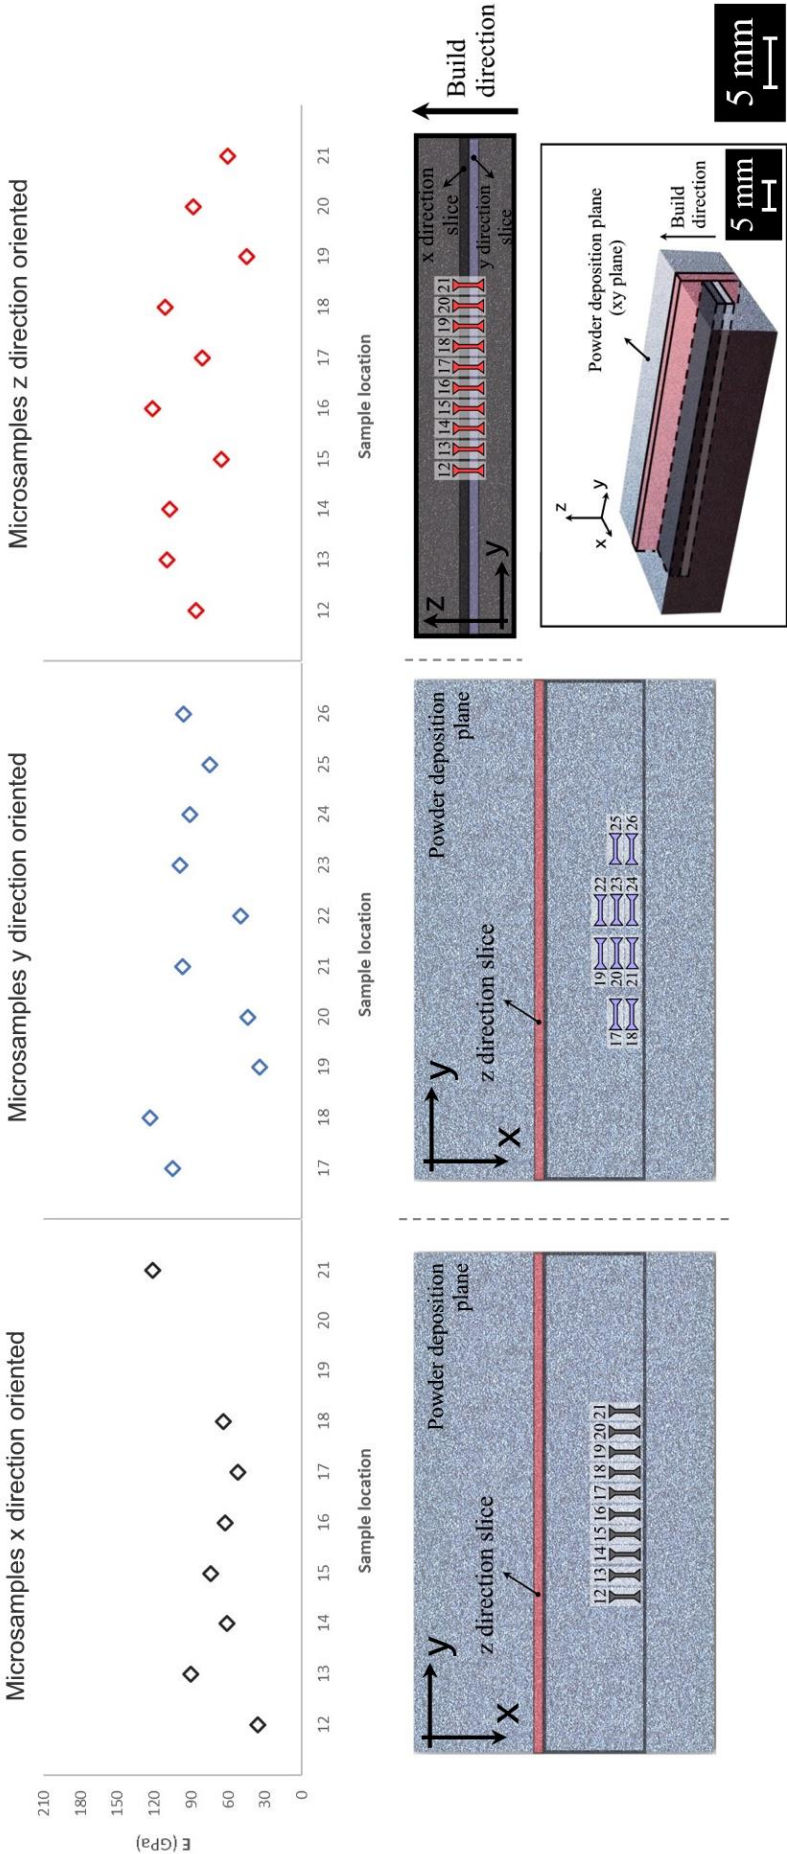 Microsamples x direction oriented
Microsamples y direction oriented
Microsamples z direction oriented
E (GPa)
210
180
150
120
90
60
30
0
12 13 14 15 16 17 18 19 20 21
Sample location
17 18 19 20 21 22 23 24 25 26
Sample location
12 13 14 15 16 17 18 19 20 21
Sample location
y
x
z direction slice
Powder deposition
plane
12 13 14 15 16 17 18 19 20 21
y
x
z direction slice
Powder deposition
plane
19 22
17 20 23 25
18 21 24 26
z
y
12 13 14 15 16 17 18 19 20 21
x direction
slice
y direction
slice
Build
direction
z
x
y
Powder deposition plane
(xy plane)
Build
direction
5 mm
5 mm